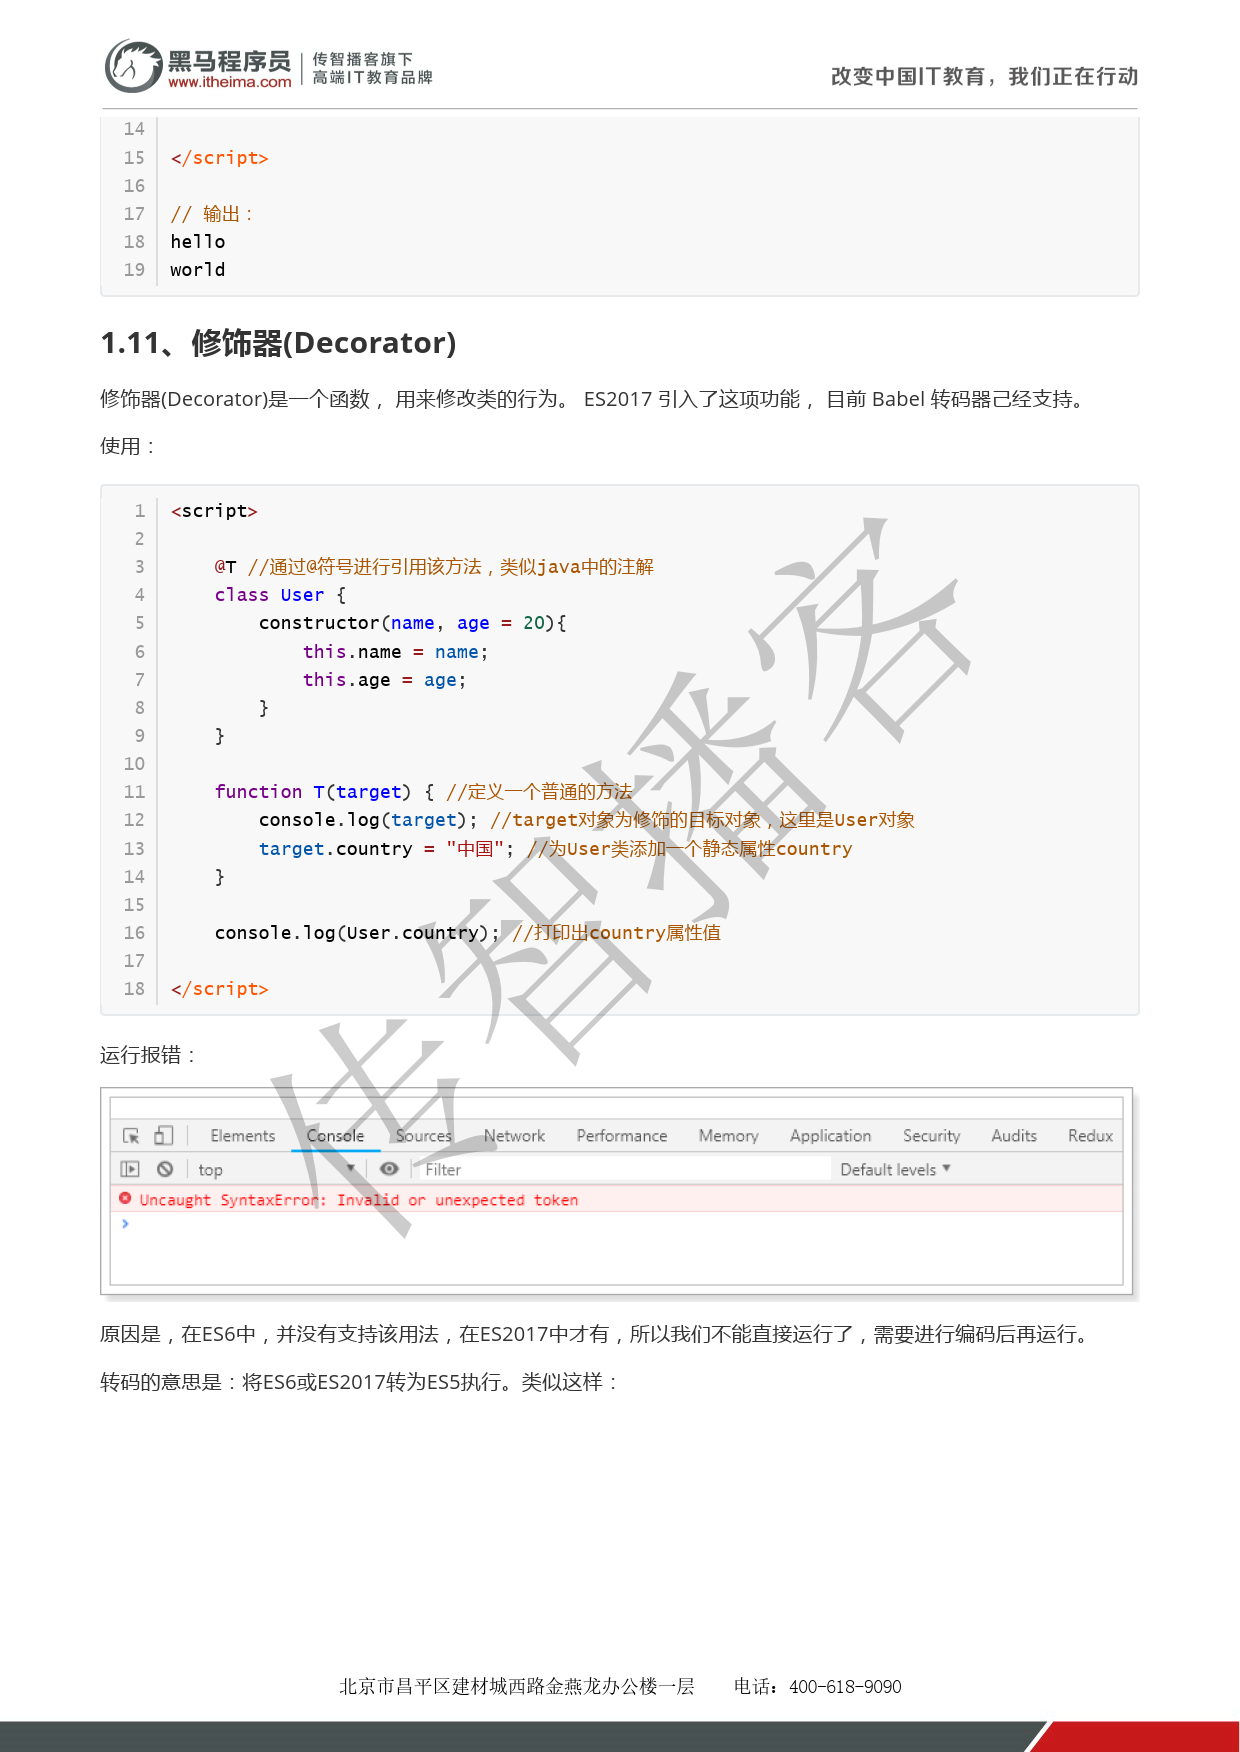 黑马程序员
www.itheima.com
传智播客旗下
高端IT教育品牌
改变中国IT教育，我们正在行动
14
15 </script>
16
17 // 输出：
18 hello
19 world
1.11、修饰器(Decorator)
修饰器(Decorator)是一个函数， 用来修改类的行为。 ES2017 引入了这项功能， 目前 Babel 转码器己经支持。
使用：
1 <script>
2
3     @T //通过@符号进行引用该方法，类似java中的注解
4     class User {
5         constructor(name, age = 20){
6             this.name = name;
7             this.age = age;
8         }
9     }
10
11     function T(target) { //定义一个普通的方法
12         console.log(target); //target对象为修饰的目标对象，这里是User对象
13         target.country = "中国"; //为User类添加一个静态属性country
14     }
15
16     console.log(User.country); //打印出country属性值
17
18 </script>
传智播客
运行报错：
Elements Console Sources Network Performance Memory Application Security Audits Redux
top Filter Default levels
Uncaught SyntaxError: Invalid or unexpected token
原因是，在ES6中，并没有支持该用法，在ES2017中才有，所以我们不能直接运行了，需要进行编码后再运行。
转码的意思是：将ES6或ES2017转为ES5执行。类似这样：
北京市昌平区建材城西路金燕龙办公楼一层 电话：400-618-9090